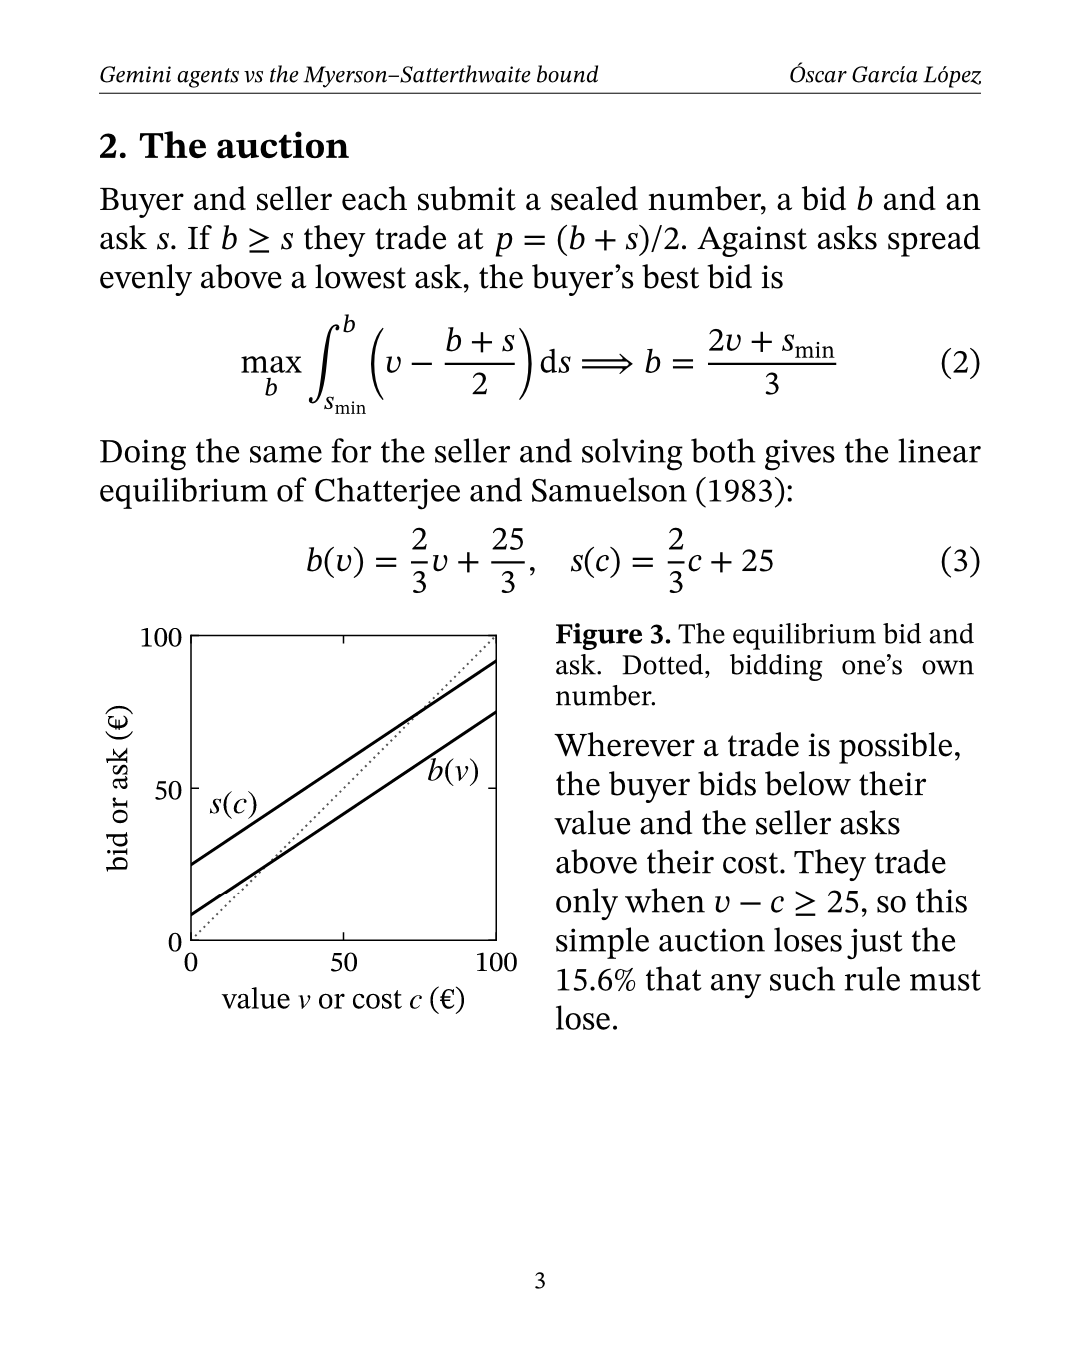 Gemini agents vs the Myerson–Satterthwaite bound Óscar García López
2. The auction
Buyer and seller each submit a sealed number, a bid b and an
ask s. If b ≥ s they trade at p = (b + s)/2. Against asks spread
evenly above a lowest ask, the buyer’s best bid is
max_b ∫_{s_min}^{b} (v − (b + s)/2) ds ⟹ b = (2v + s_min)/3 (2)
Doing the same for the seller and solving both gives the linear
equilibrium of Chatterjee and Samuelson (1983):
b(v) = 2/3 v + 25/3, s(c) = 2/3 c + 25 (3)
100
50
0
0 50 100
bid or ask (€)
s(c)
b(v)
value v or cost c (€)
Figure 3. The equilibrium bid and
ask. Dotted, bidding one’s own
number.
Wherever a trade is possible,
the buyer bids below their
value and the seller asks
above their cost. They trade
only when v − c ≥ 25, so this
simple auction loses just the
15.6% that any such rule must
lose.
3